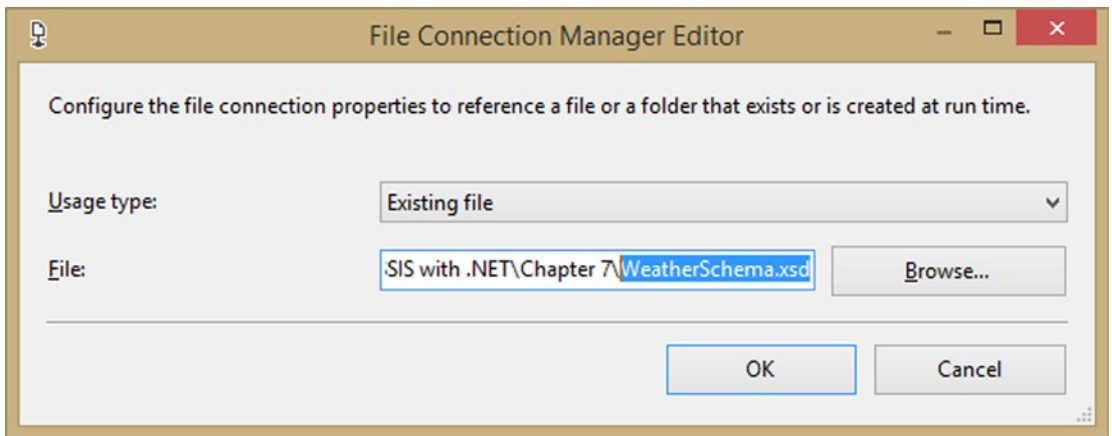 File Connection Manager Editor
Configure the file connection properties to reference a file or a folder that exists or is created at run time.
Usage type: Existing file
File: SIS with .NET\Chapter 7\WeatherSchema.xsd Browse...
OK Cancel